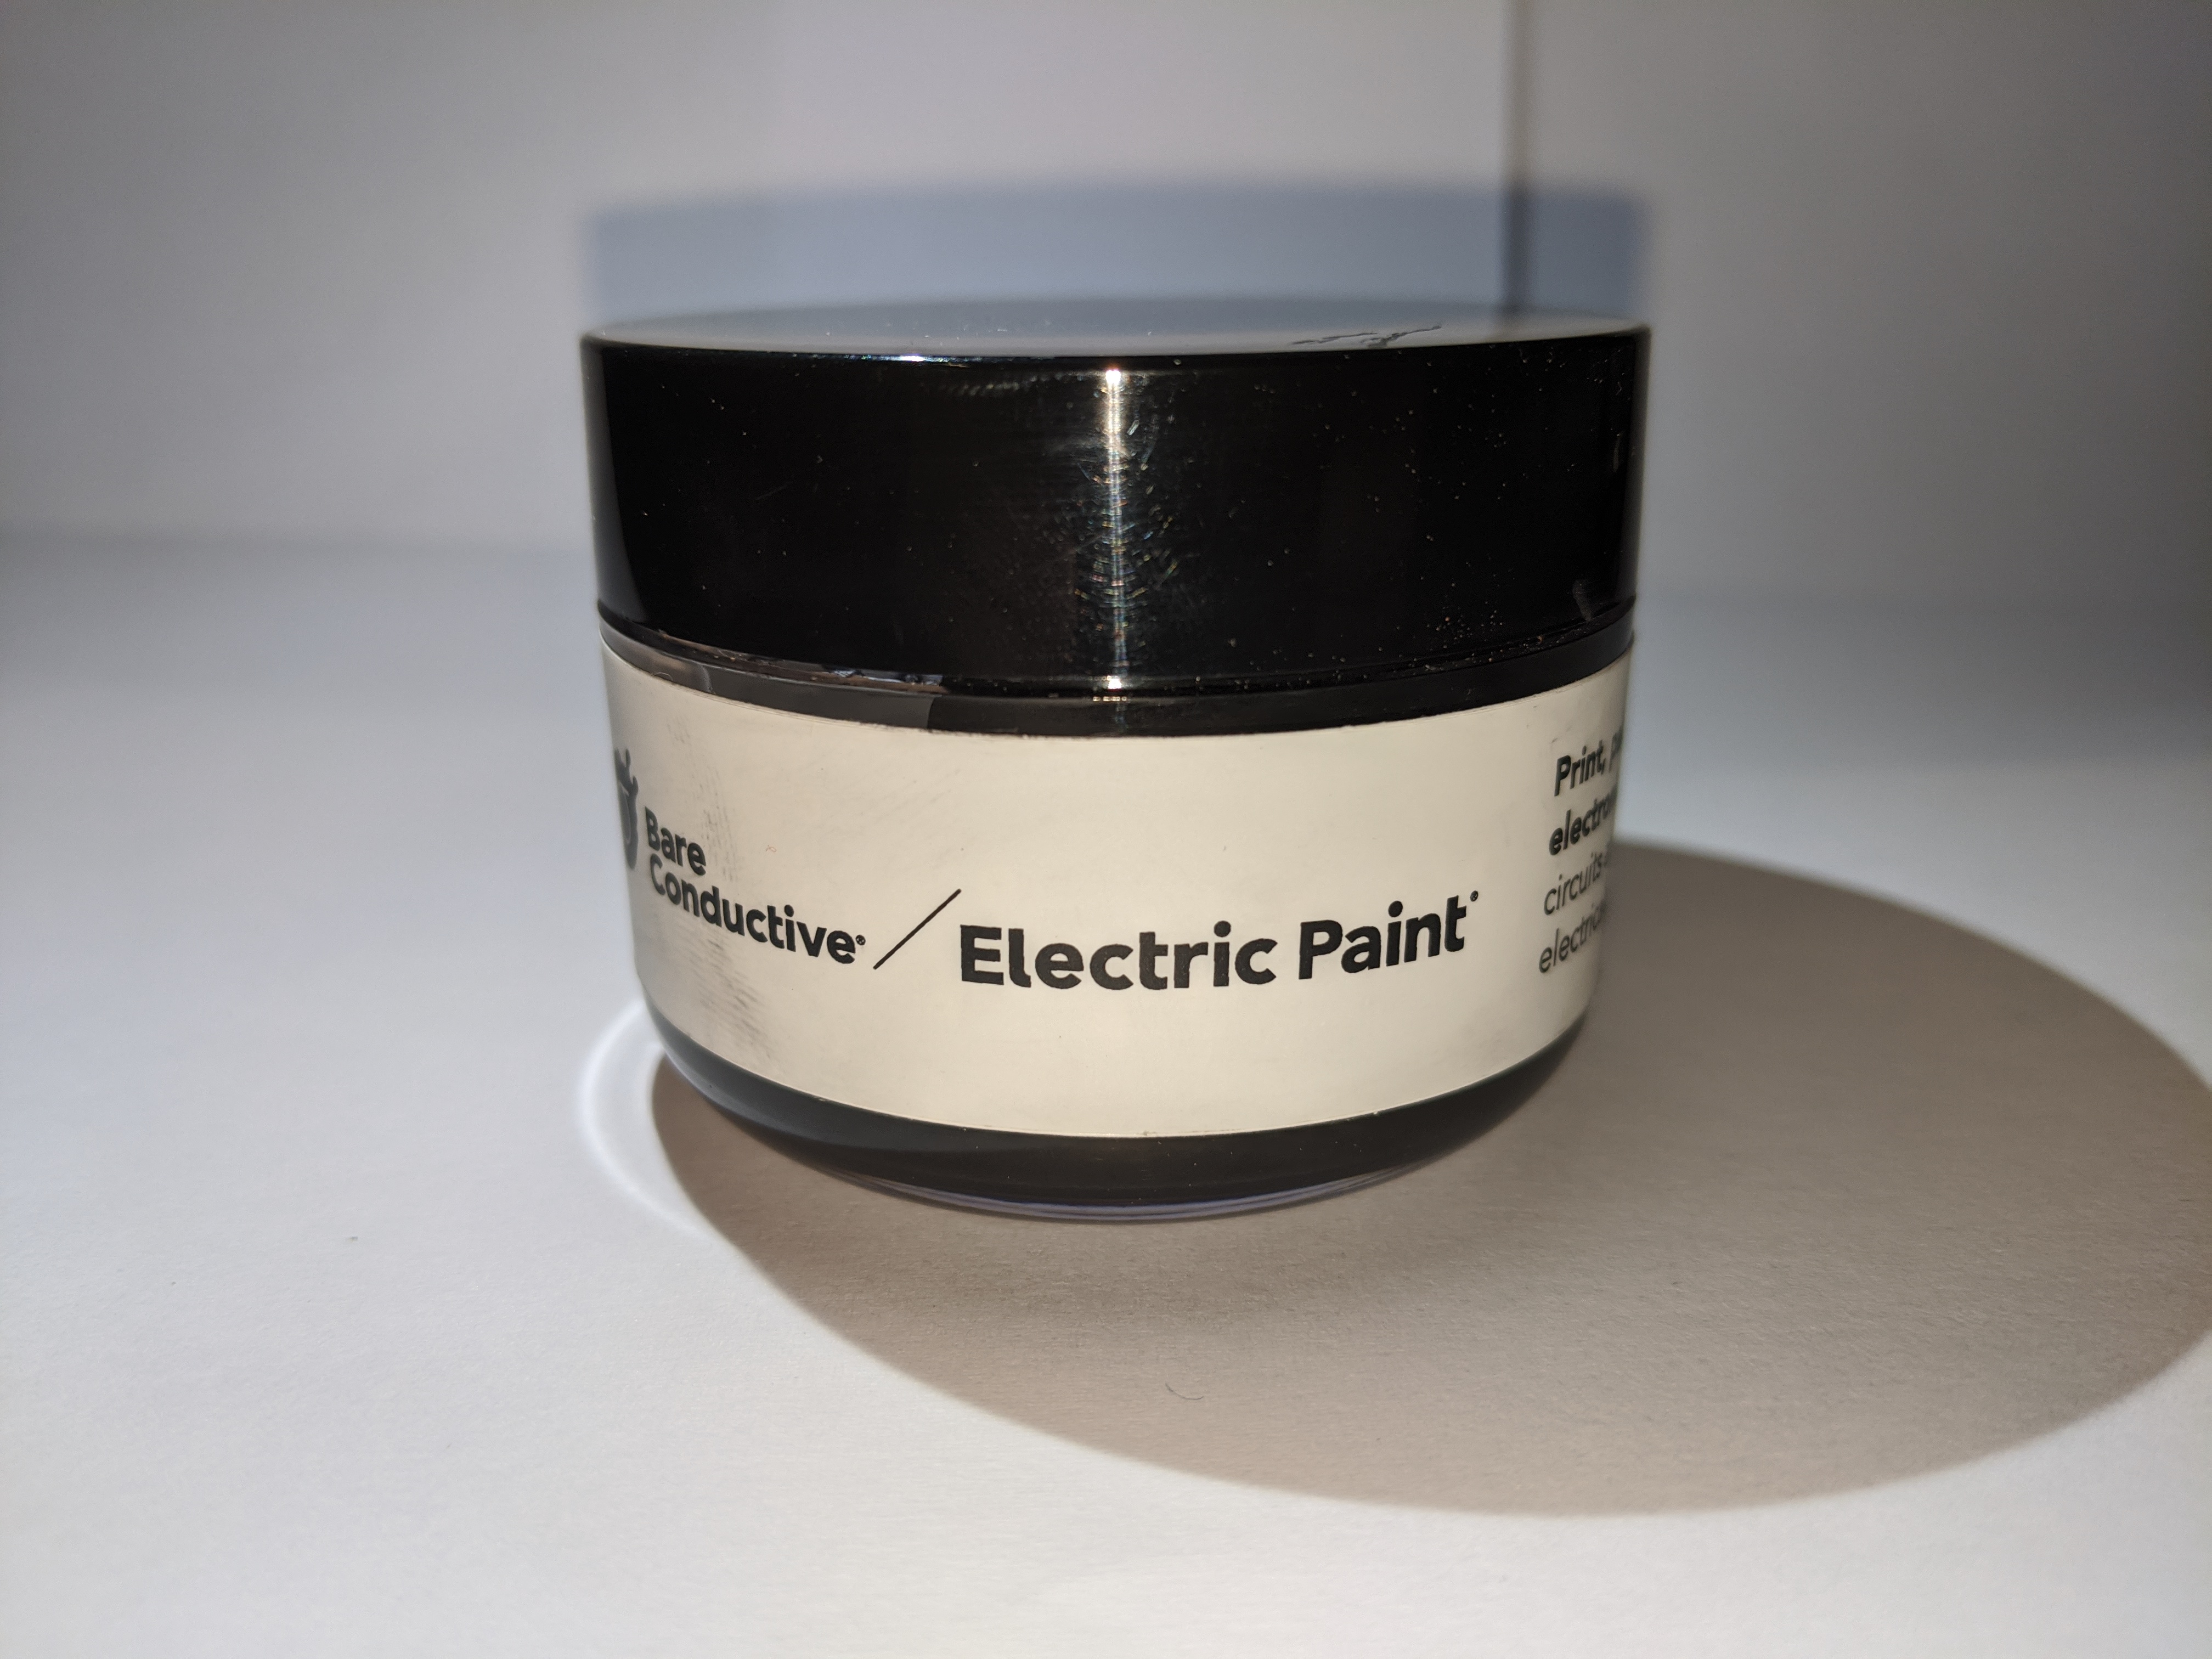 Bare
Conductive®
/ Electric Paint®
Print,
circuits